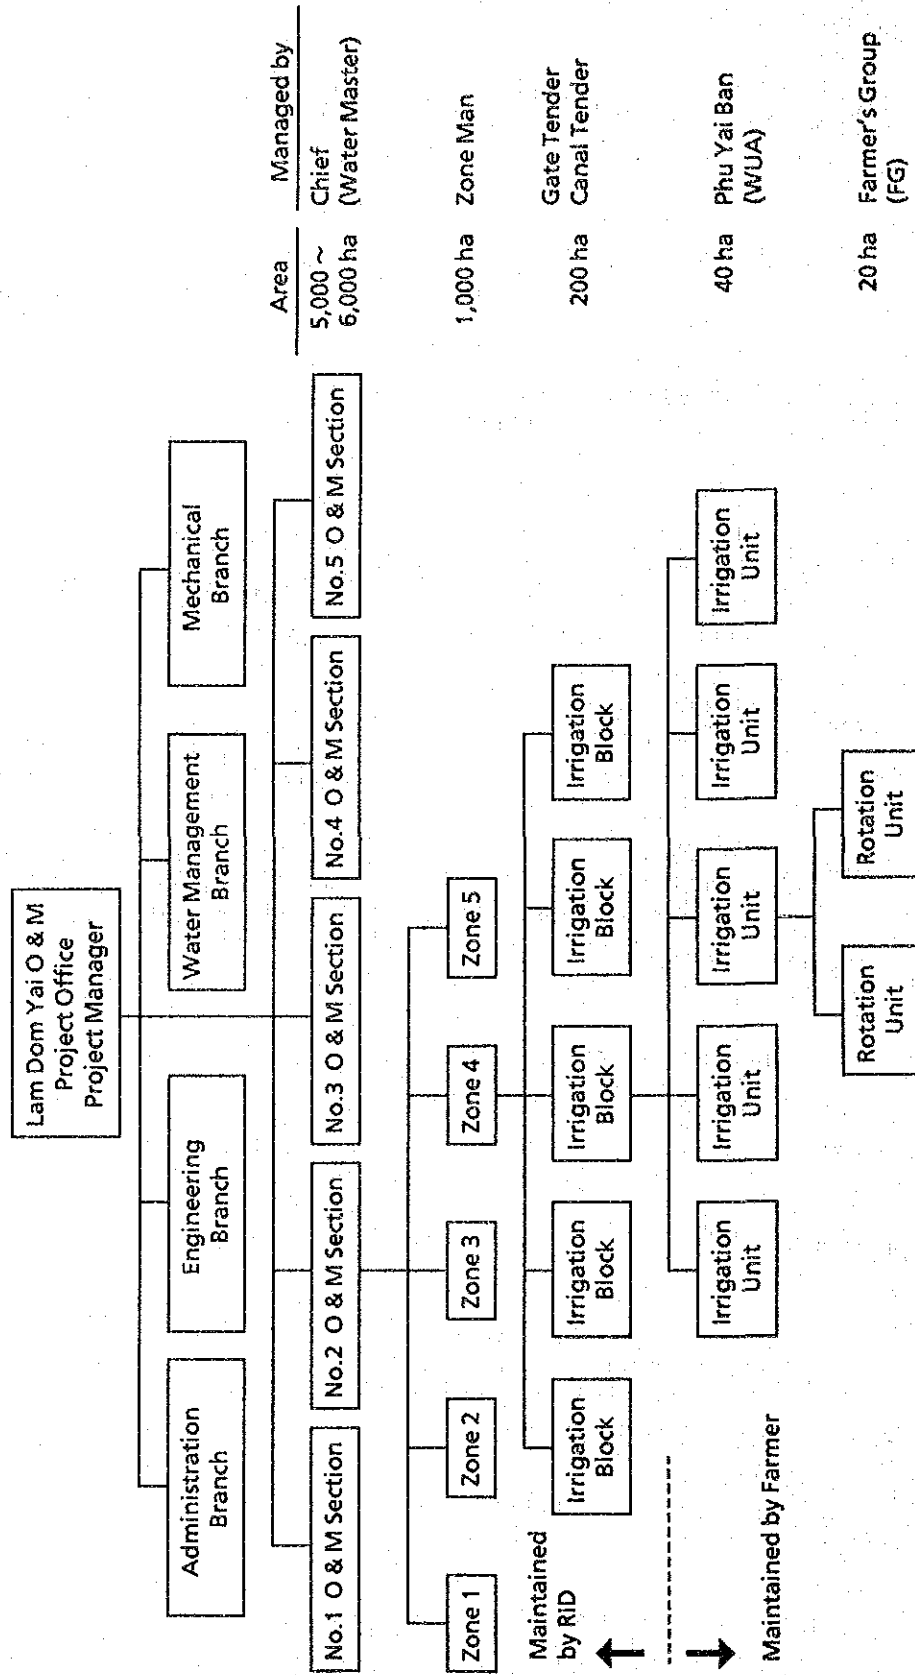 Lam Dom Yai O & M
Project Office
Project Manager
Administration
Branch
Engineering
Branch
Water Management
Branch
Mechanical
Branch
Area
Managed by
No.1 O & M Section
No.2 O & M Section
No.3 O & M Section
No.4 O & M Section
No.5 O & M Section
5,000 ~
6,000 ha
Chief
(Water Master)
Zone 1
Zone 2
Zone 3
Zone 4
Zone 5
1,000 ha
Zone Man
Maintained
by RID
Irrigation
Block
Irrigation
Block
Irrigation
Block
Irrigation
Block
Irrigation
Block
200 ha
Gate Tender
Canal Tender
Maintained by Farmer
Irrigation
Unit
Irrigation
Unit
Irrigation
Unit
Irrigation
Unit
Irrigation
Unit
40 ha
Phu Yai Ban
(WUA)
Rotation
Unit
Rotation
Unit
20 ha
Farmer's Group
(FG)